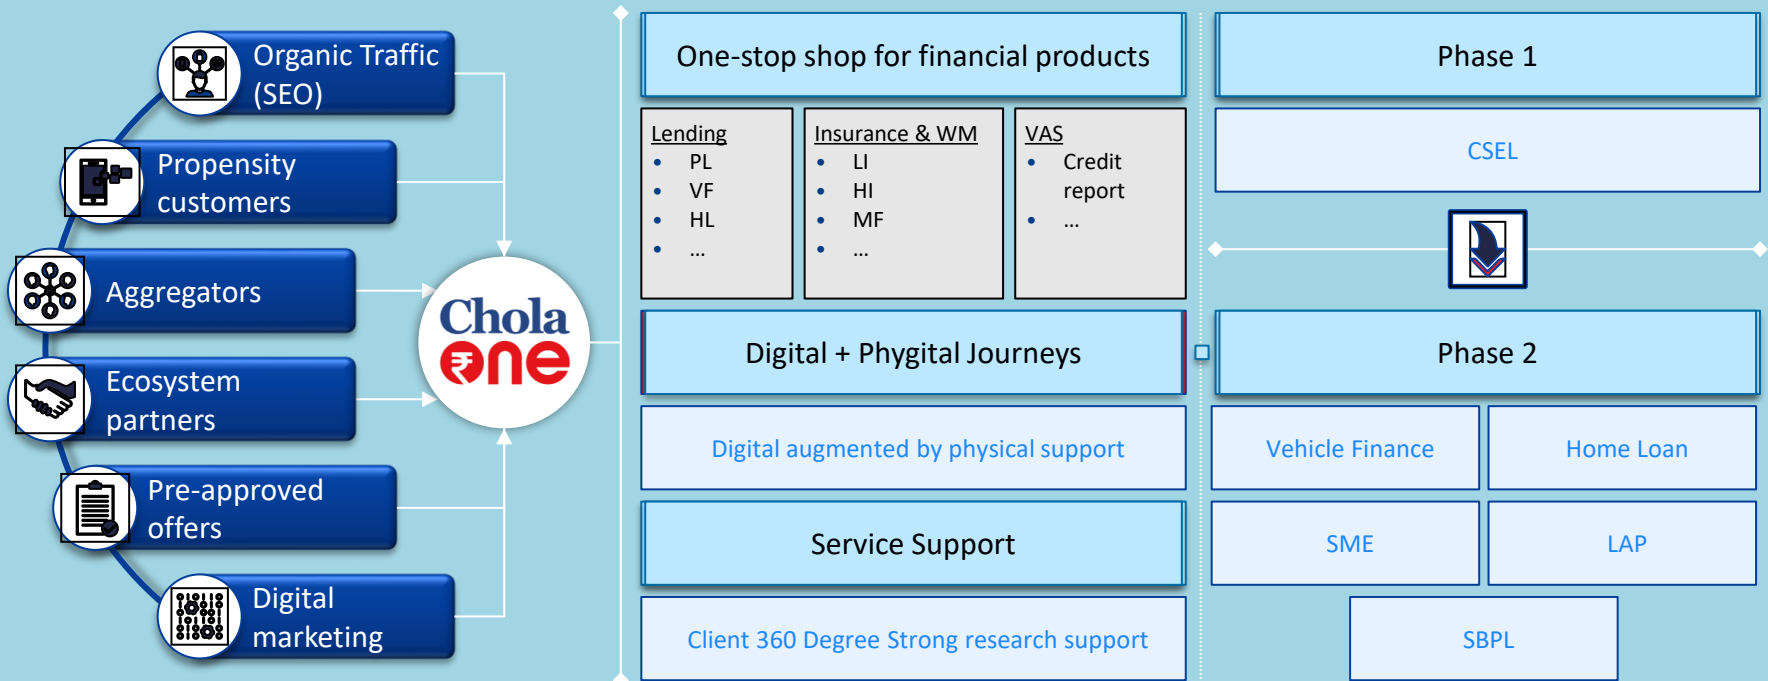 Organic Traffic
(SEO)
Propensity
customers
Aggregators
Ecosystem
partners
Pre-approved
offers
Digital
marketing
Chola
one
One-stop shop for financial products
Lending
• PL
• VF
• HL
• ...
Insurance & WM
• LI
• HI
• MF
• ...
VAS
• Credit
report
• ...
Digital + Phygital Journeys
Digital augmented by physical support
Service Support
Client 360 Degree Strong research support
Phase 1
CSEL
Phase 2
Vehicle Finance
Home Loan
SME
LAP
SBPL